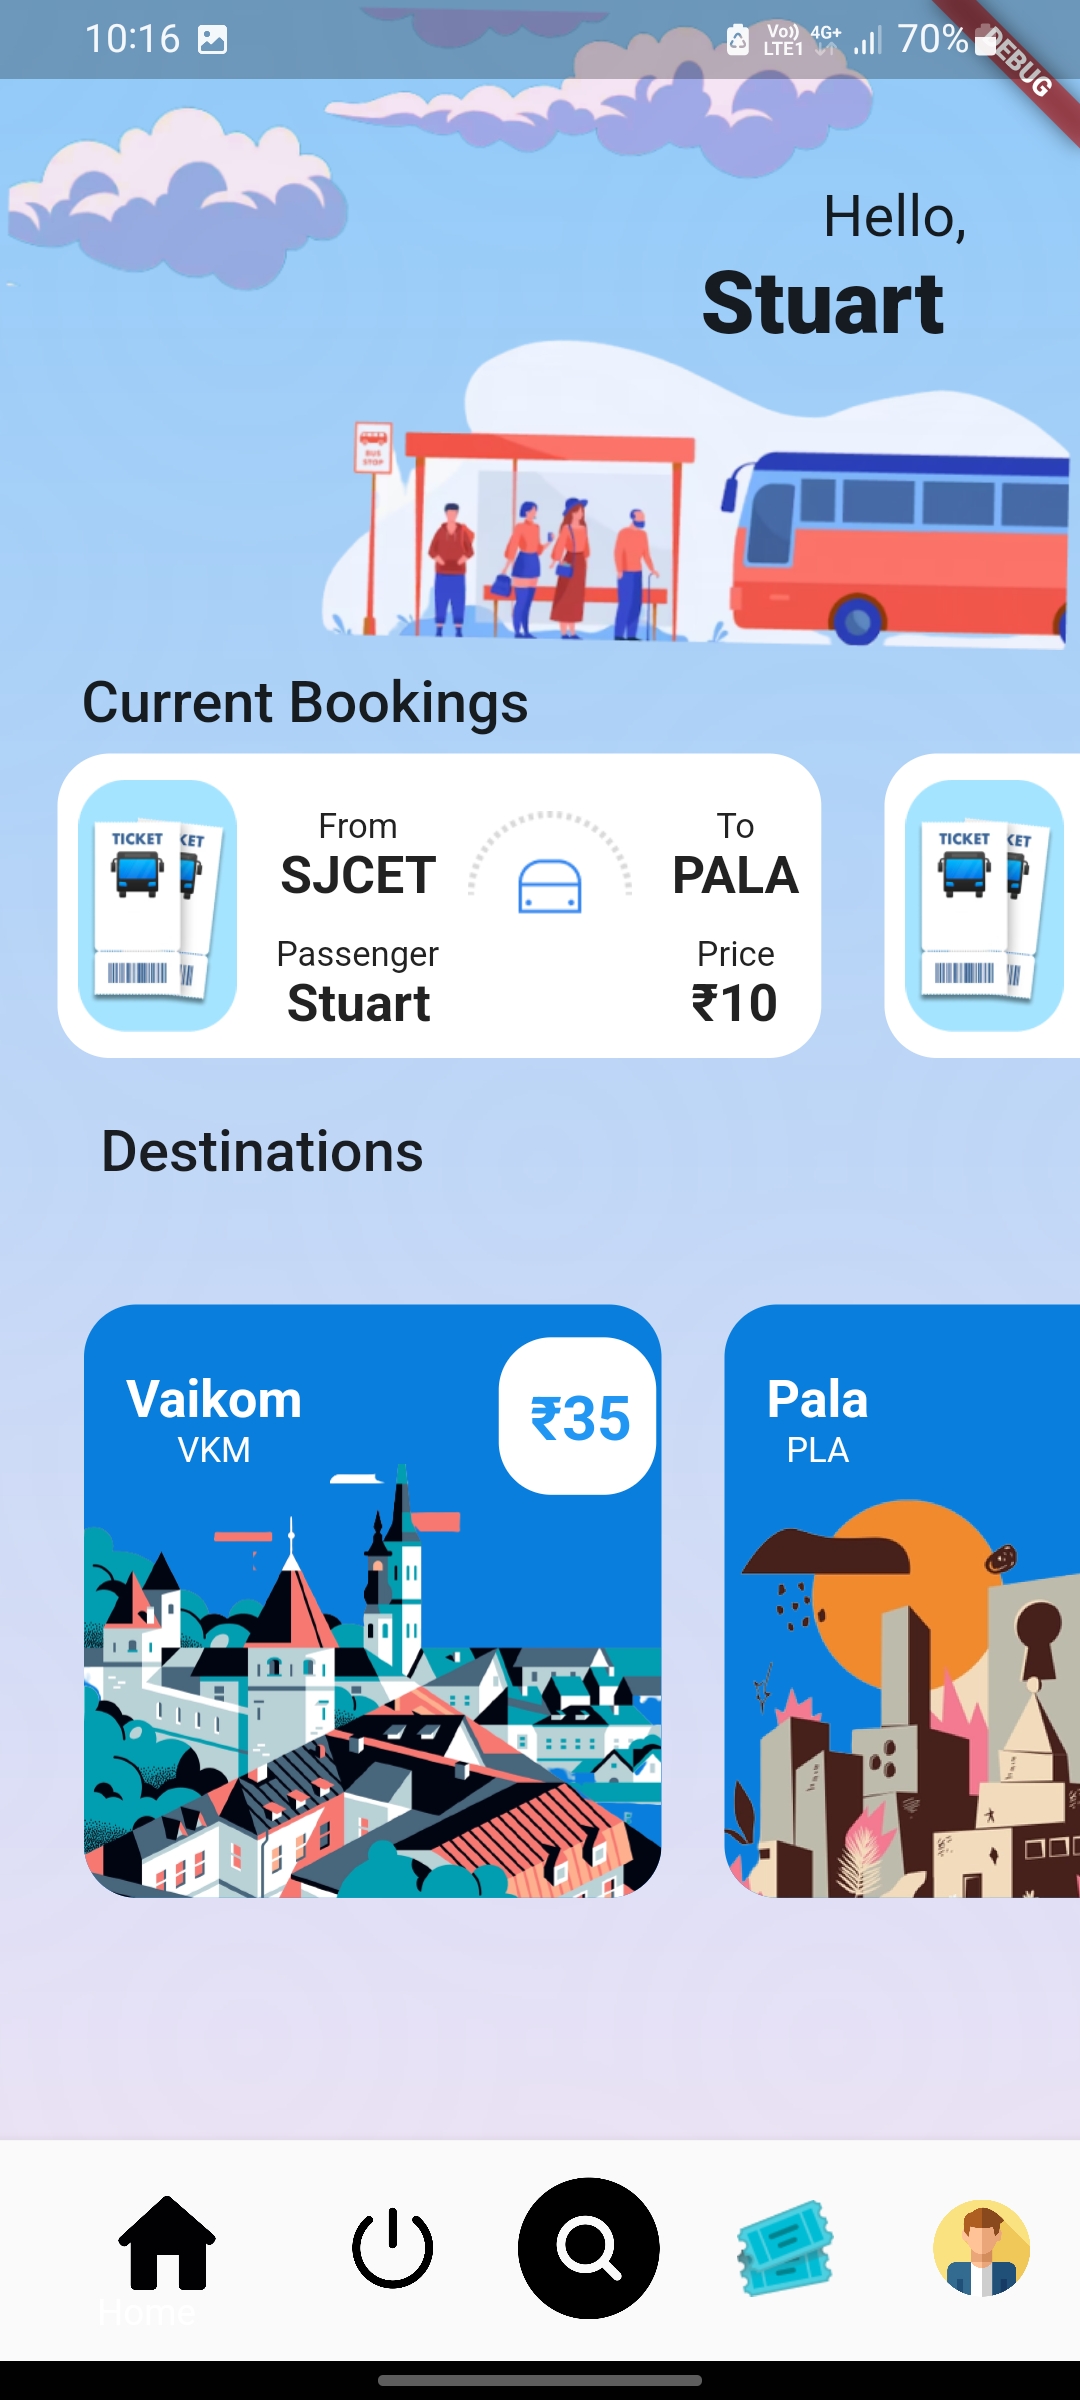 10:16
Vo)) LTE1 4G+ 70%
DEBUG
Hello,
Stuart
BUS STOP
Current Bookings
TICKET
KET
From
SJCET
To
PALA
Passenger
Stuart
Price
₹10
TICKET
KET
Destinations
Vaikom
VKM
₹35
Pala
PLA
Home